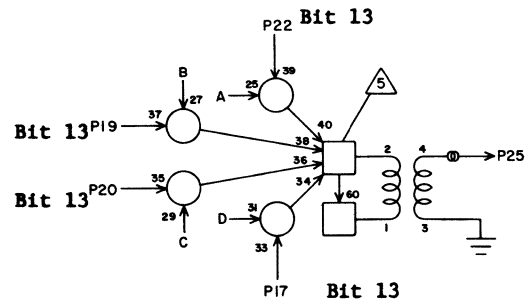 P22 Bit 13
5
B
A 25 39
37 27
40
Bit 13 P19
38
2 4
P25
36
35
34
Bit 13 P20
60
D 31
29
C
33
1 3
P17
Bit 13